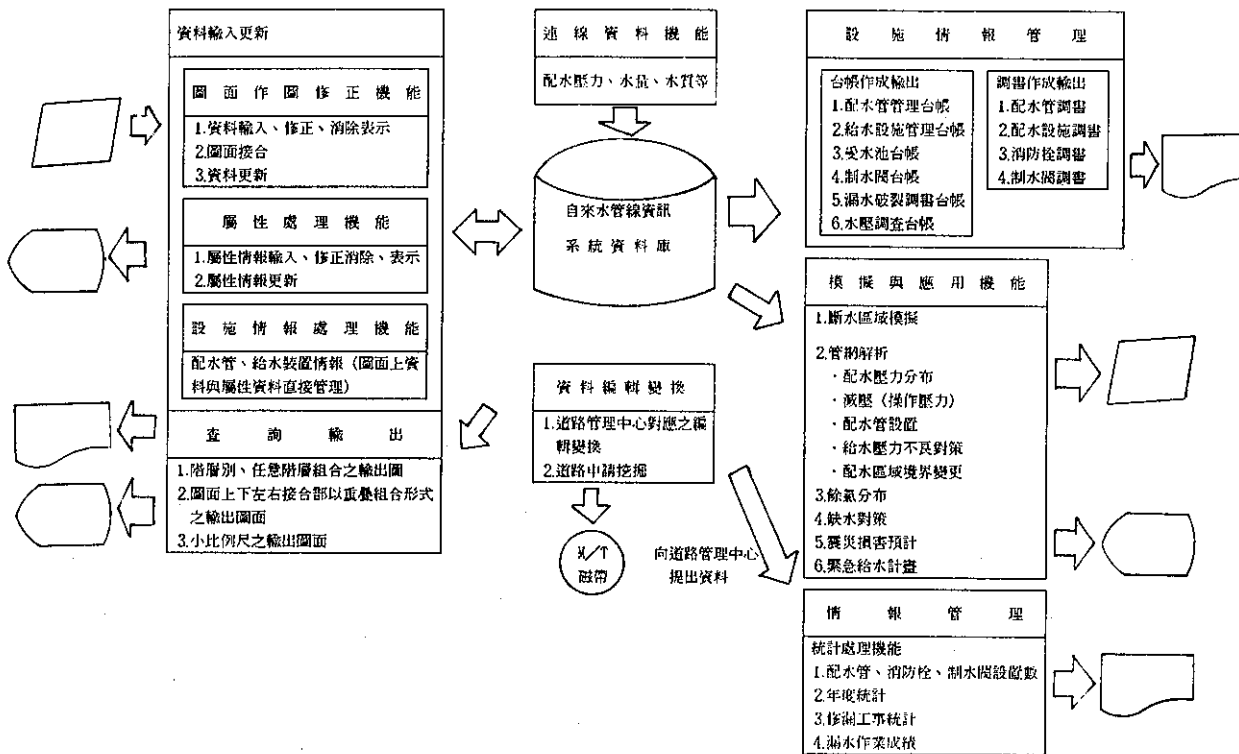 資料輸入更新
圖面作圖修正機能
1.資料輸入、修正、消除表示
2.圖面接合
3.資料更新
屬性處理機能
1.屬性情報輸入、修正消除、表示
2.屬性情報更新
設施情報處理機能
配水管、給水裝置情報(圖面上資
料與屬性資料直接管理)
查詢輸出
1.階層別、任意階層組合之輸出圖
2.圖面上下左右接合部以重疊組合形式
之輸出圖面
3.小比例尺之輸出圖面
連線資料機能
配水壓力、水量、水質等
自來水管線資訊
系統資料庫
資料編輯變換
1.道路管理中心對應之編
輯變換
2.道路申請挖掘
M/T
磁帶
向道路管理中心
提出資料
設施情報管理
台帳作成輸出
1.配水管管理台帳
2.給水設施管理台帳
3.受水池台帳
4.制水閥台帳
5.漏水破裂調書台帳
6.水壓調查台帳
調書作成輸出
1.配水管調書
2.配水設施調書
3.消防栓調書
4.制水閥調書
模擬與應用機能
1.斷水區域模擬
2.管網解析
・配水壓力分布
・減壓(操作壓力)
・配水管設置
・給水壓力不良對策
・配水區域境界變更
3.餘氯分布
4.缺水對策
5.震災損害預計
6.緊急給水計畫
情報管理
統計處理機能
1.配水管、消防栓、制水閥設置數
2.年度統計
3.修漏工事統計
4.漏水作業成績